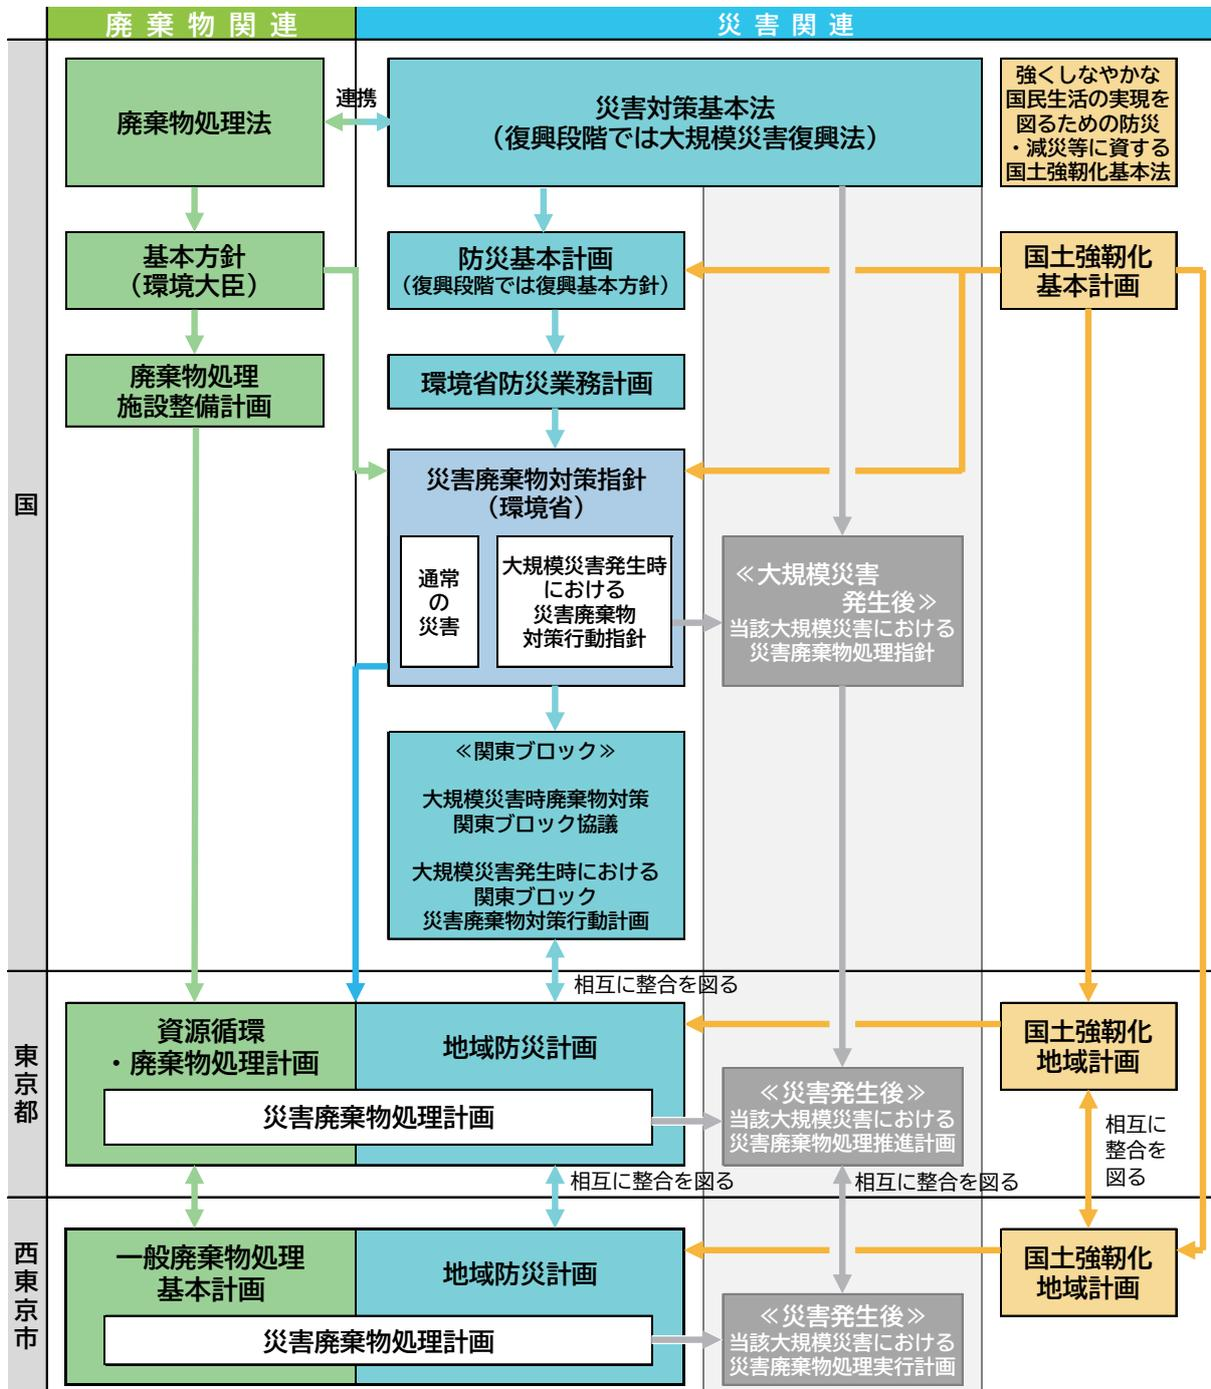 廃棄物関連
災害関連
国
廃棄物処理法
連携
災害対策基本法
（復興段階では大規模災害復興法）
強くしなやかな
国民生活の実現を
図るための防災
・減災等に資する
国土強靭化基本法
基本方針
（環境大臣）
防災基本計画
（復興段階では復興基本方針）
国土強靭化
基本計画
廃棄物処理
施設整備計画
環境省防災業務計画
災害廃棄物対策指針
（環境省）
通常
の
災害
大規模災害発生時
における
災害廃棄物
対策行動指針
≪大規模災害
発生後≫
当該大規模災害における
災害廃棄物処理指針
≪関東ブロック≫
大規模災害時廃棄物対策
関東ブロック協議
大規模災害発生時における
関東ブロック
災害廃棄物対策行動計画
相互に整合を図る
東京都
資源循環
・廃棄物処理計画
地域防災計画
災害廃棄物処理計画
≪災害発生後≫
当該大規模災害における
災害廃棄物処理推進計画
国土強靭化
地域計画
相互に
整合を
図る
相互に整合を図る
相互に整合を図る
西東京市
一般廃棄物処理
基本計画
地域防災計画
災害廃棄物処理計画
≪災害発生後≫
当該大規模災害における
災害廃棄物処理実行計画
国土強靭化
地域計画